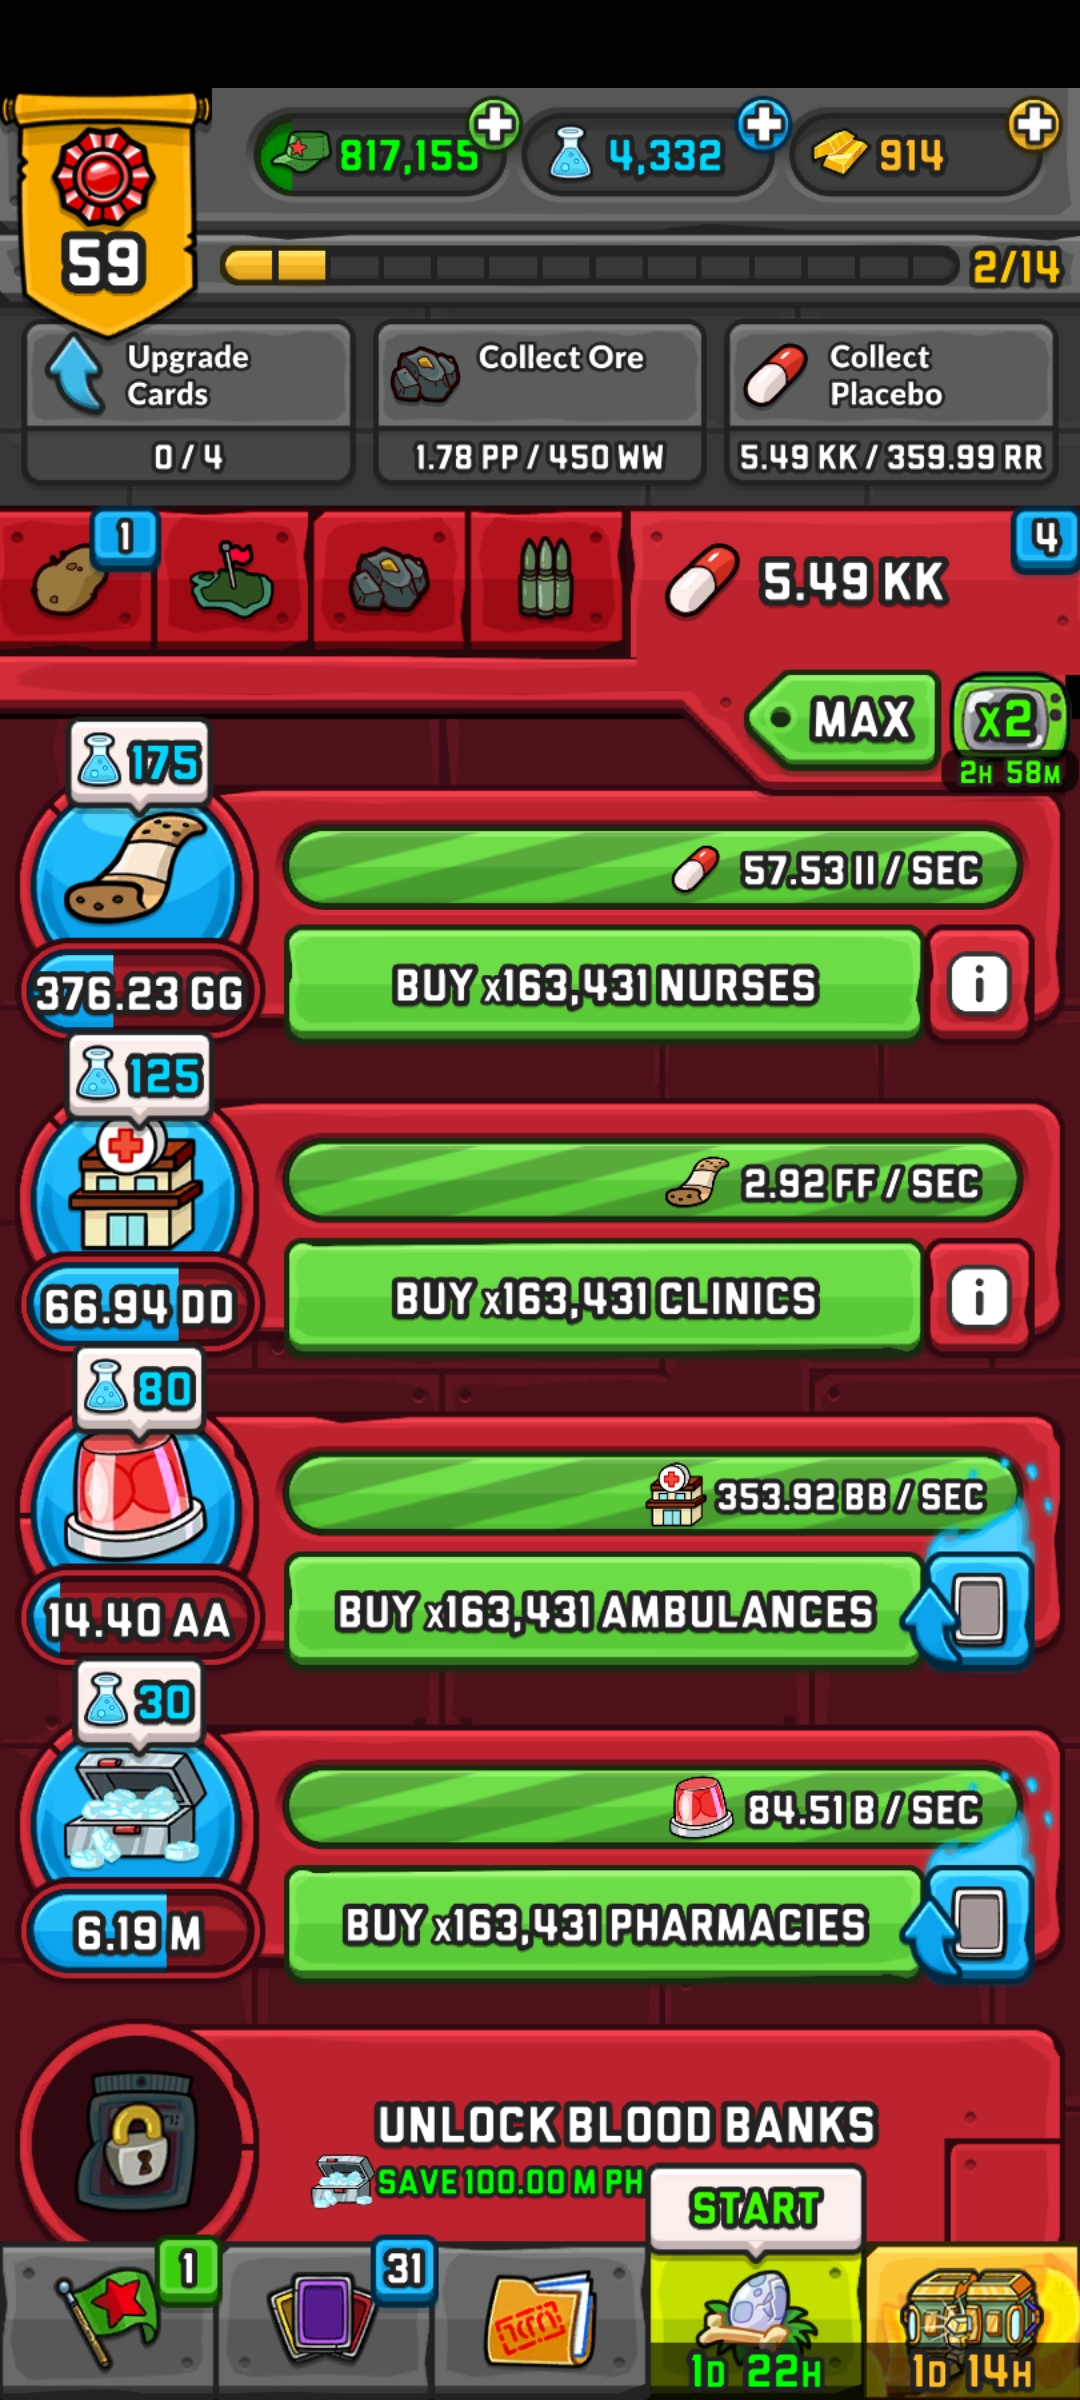 59
817,155
4,332
914
2/14
Upgrade
Cards
0 / 4
Collect Ore
1.78 PP / 450 WW
Collect
Placebo
5.49 KK / 359.99 RR
1
5.49 KK
4
MAX
x2
2H 58M
175
57.53 II / SEC
376.23 GG
BUY x163,431 NURSES
i
125
2.92 FF / SEC
66.94 DD
BUY x163,431 CLINICS
i
80
353.92 BB / SEC
14.40 AA
BUY x163,431 AMBULANCES
30
84.51 B / SEC
6.19 M
BUY x163,431 PHARMACIES
UNLOCK BLOOD BANKS
SAVE 100.00 M PH
START
1
31
1D 22H
1D 14H